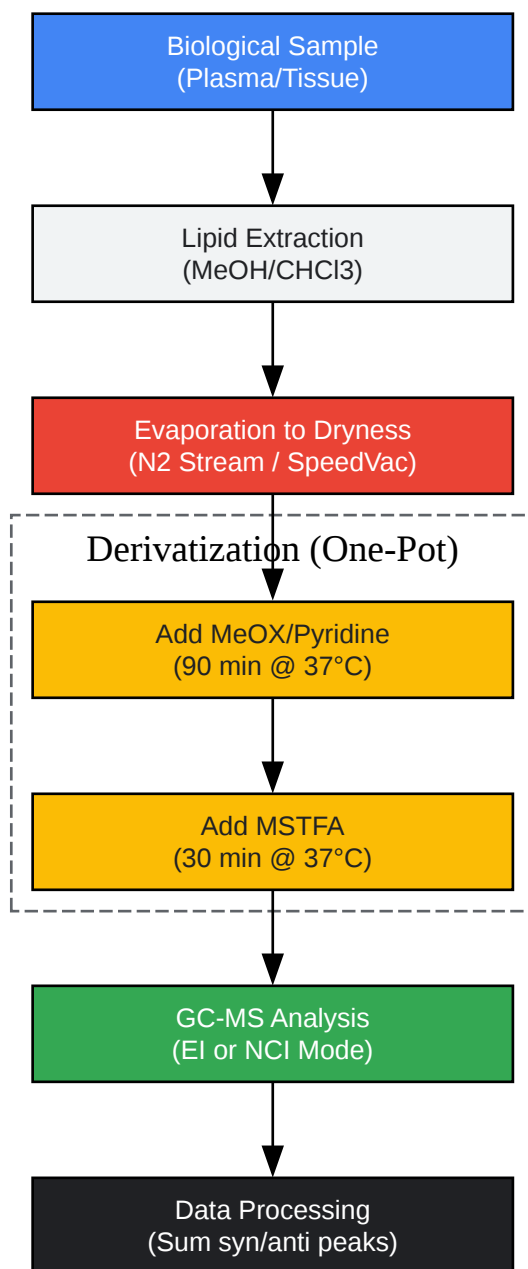 Biological Sample
(Plasma/Tissue)
Lipid Extraction
(MeOH/CHCl3)
Evaporation to Dryness
(N2 Stream / SpeedVac)
Derivatization (One-Pot)
Add MeOX/Pyridine
(90 min @ 37°C)
Add MSTFA
(30 min @ 37°C)
GC-MS Analysis
(EI or NCI Mode)
Data Processing
(Sum syn/anti peaks)